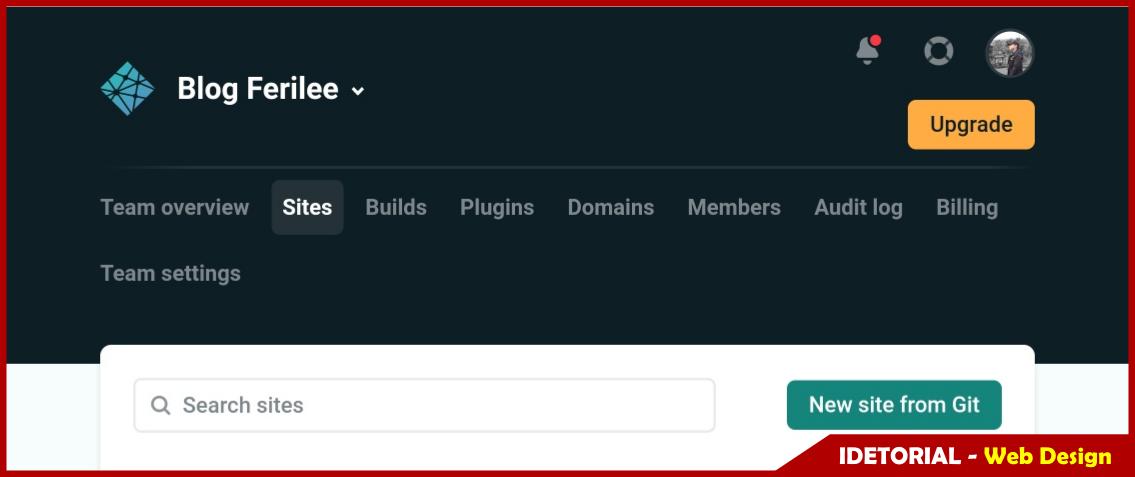 Blog Ferilee
Upgrade
Team overview Sites Builds Plugins Domains Members Audit log Billing
Team settings
Search sites
New site from Git
IDETORIAL - Web Design